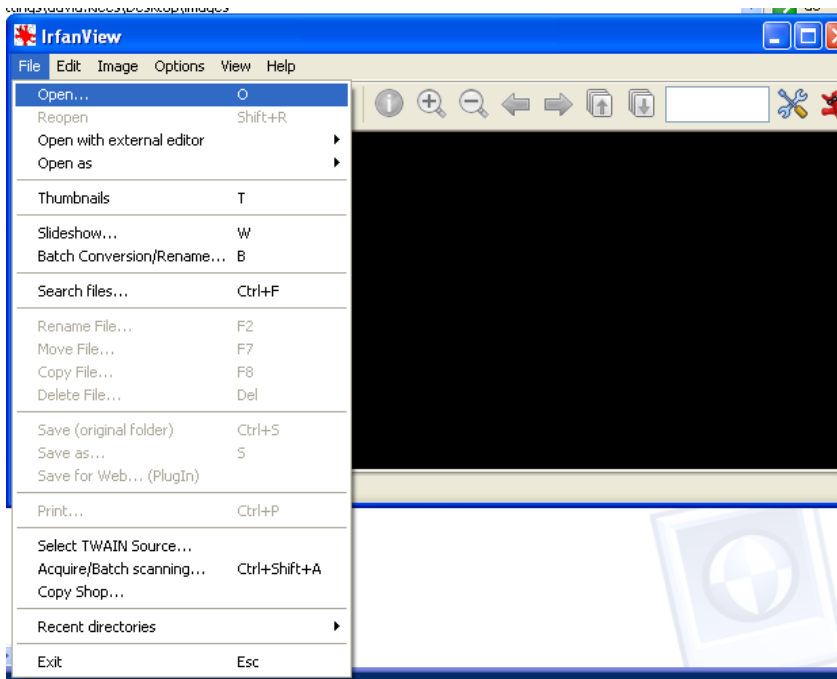 IrfanView
File Edit Image Options View Help
Open... O
Reopen Shift+R
Open with external editor
Open as
Thumbnails T
Slideshow... W
Batch Conversion/Rename... B
Search files... Ctrl+F
Rename File... F2
Move File... F7
Copy File... F8
Delete File... Del
Save (original folder) Ctrl+S
Save as... S
Save for Web... (PlugIn)
Print... Ctrl+P
Select TWAIN Source...
Acquire/Batch scanning... Ctrl+Shift+A
Copy Shop...
Recent directories
Exit Esc